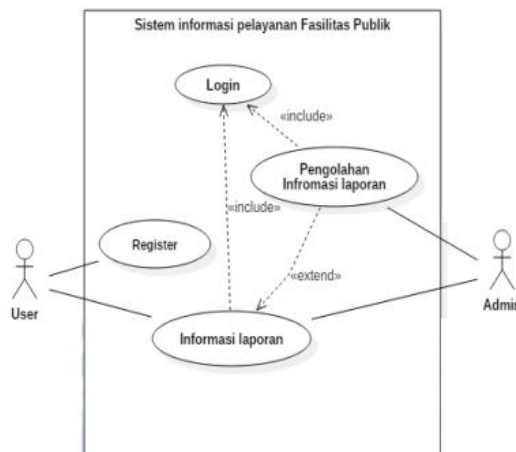 Sistem informasi pelayanan Fasilitas Publik
Login
«include»
Pengolahan
Infromasi laporan
«include»
Register
«extend»
User
Admin
Informasi laporan